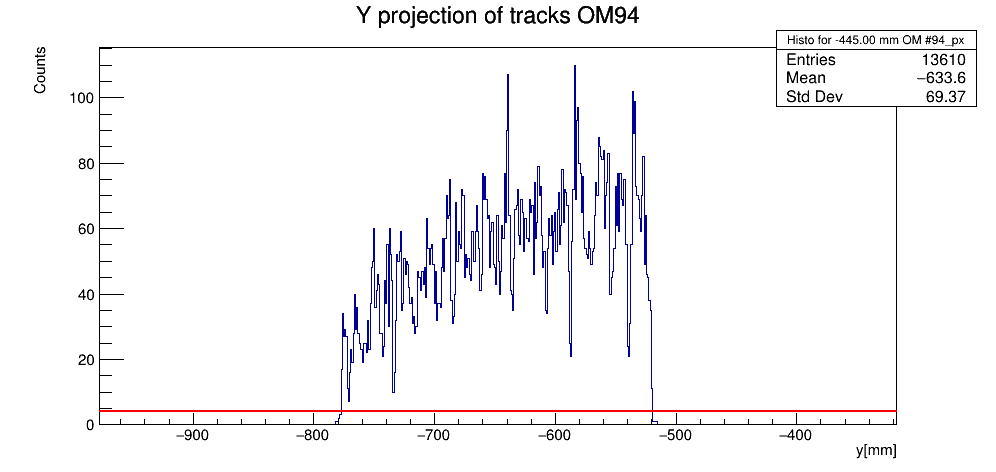 Y projection of tracks OM94
Histo for -445.00 mm OM #94_px
Entries 13610
Mean −633.6
Std Dev 69.37
Counts
100
80
60
40
20
0
−900 −800 −700 −600 −500 −400
y[mm]